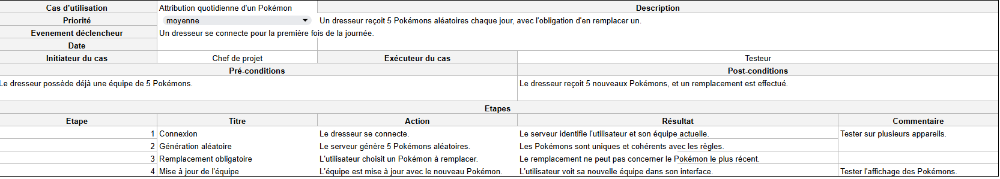 Cas d'utilisation Attribution quotidienne d'un Pokémon Description
Priorité moyenne Un dresseur reçoit 5 Pokémons aléatoires chaque jour, avec l'obligation d'en remplacer un.
Evenement déclencheur Un dresseur se connecte pour la première fois de la journée.
Date
Initiateur du cas Chef de projet Exécuteur du cas Testeur
Pré-conditions Post-conditions
Le dresseur possède déjà une équipe de 5 Pokémons. Le dresseur reçoit 5 nouveaux Pokémons, et un remplacement est effectué.
Etapes
Etape Titre Action Résultat Commentaire
1 Connexion Le dresseur se connecte. Le serveur identifie l'utilisateur et son équipe actuelle. Tester sur plusieurs appareils.
2 Génération aléatoire Le serveur génère 5 Pokémons aléatoires. Les Pokémons sont uniques et cohérents avec les règles.
3 Remplacement obligatoire L'utilisateur choisit un Pokémon à remplacer. Le remplacement ne peut pas concerner le Pokémon le plus récent.
4 Mise à jour de l'équipe L'équipe est mise à jour avec le nouveau Pokémon. L'utilisateur voit sa nouvelle équipe dans son interface. Tester l'affichage des Pokémons.